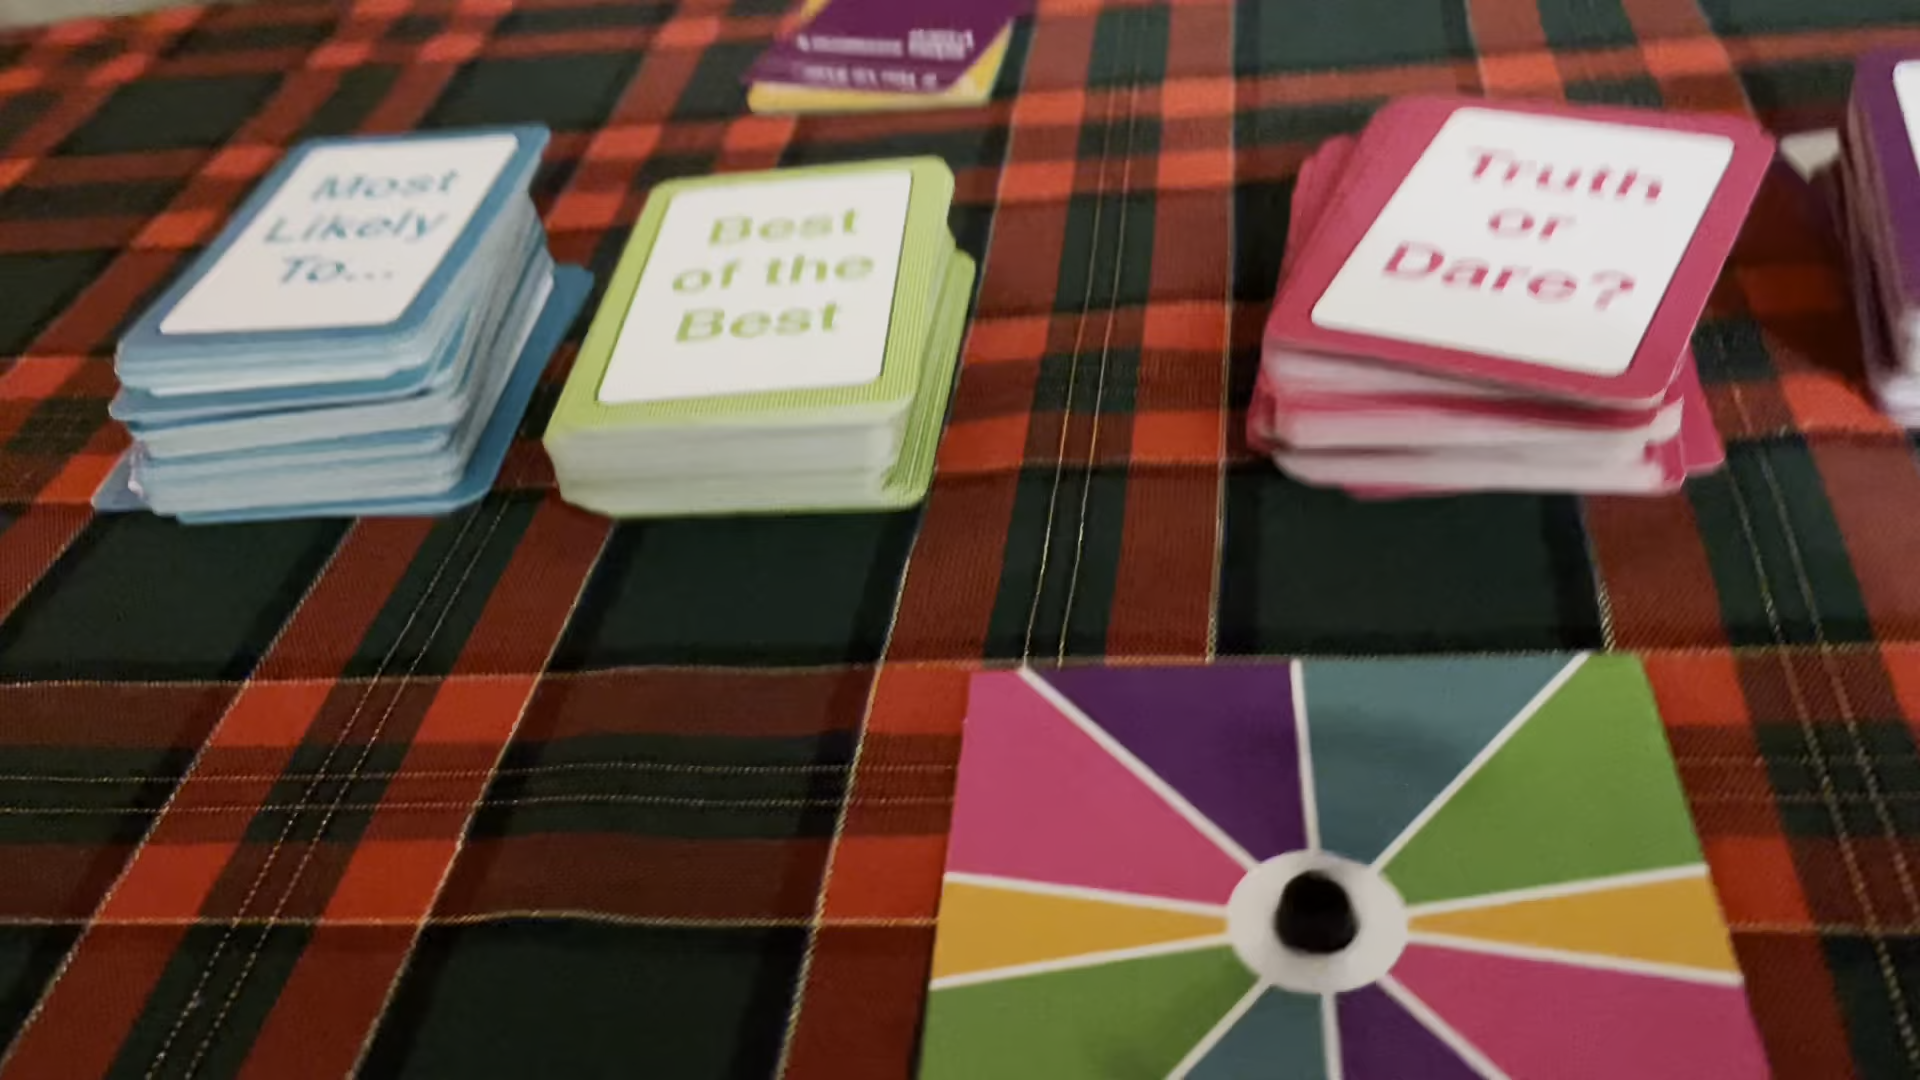 Most
Likely
To...
Best
of the
Best
Truth
or
Dare?